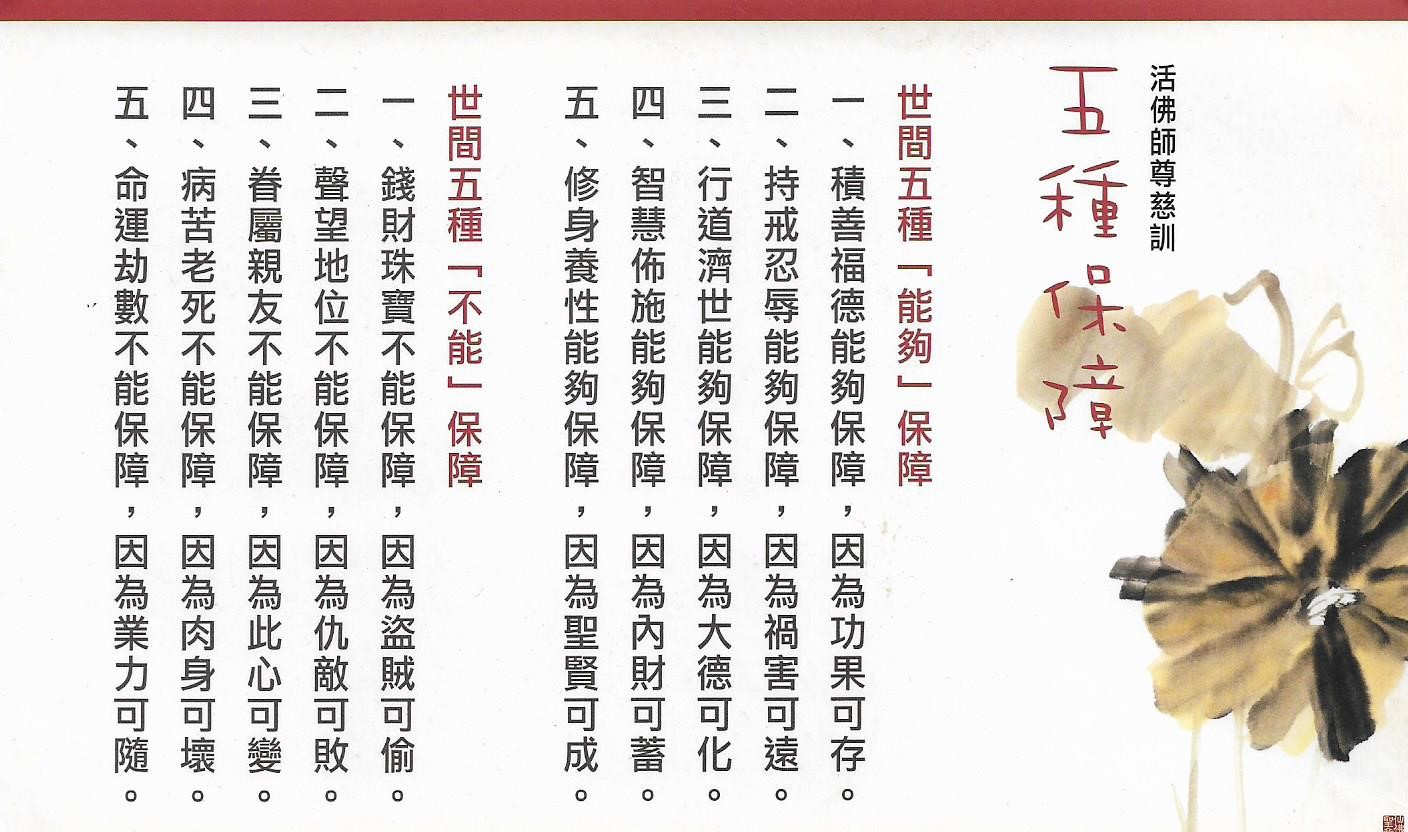 活佛師尊慈訓
五種保障
世間五種「能夠」保障
一、積善福德能夠保障，因為功果可存。
二、持戒忍辱能夠保障，因為禍害可遠。
三、行道濟世能夠保障，因為大德可化。
四、智慧佈施能夠保障，因為內財可蓄。
五、修身養性能夠保障，因為聖賢可成。
世間五種「不能」保障
一、錢財珠寶不能保障，因為盜賊可偷。
二、聲望地位不能保障，因為仇敵可敗。
三、眷屬親友不能保障，因為此心可變。
四、病苦老死不能保障，因為肉身可壞。
五、命運劫數不能保障，因為業力可隨。